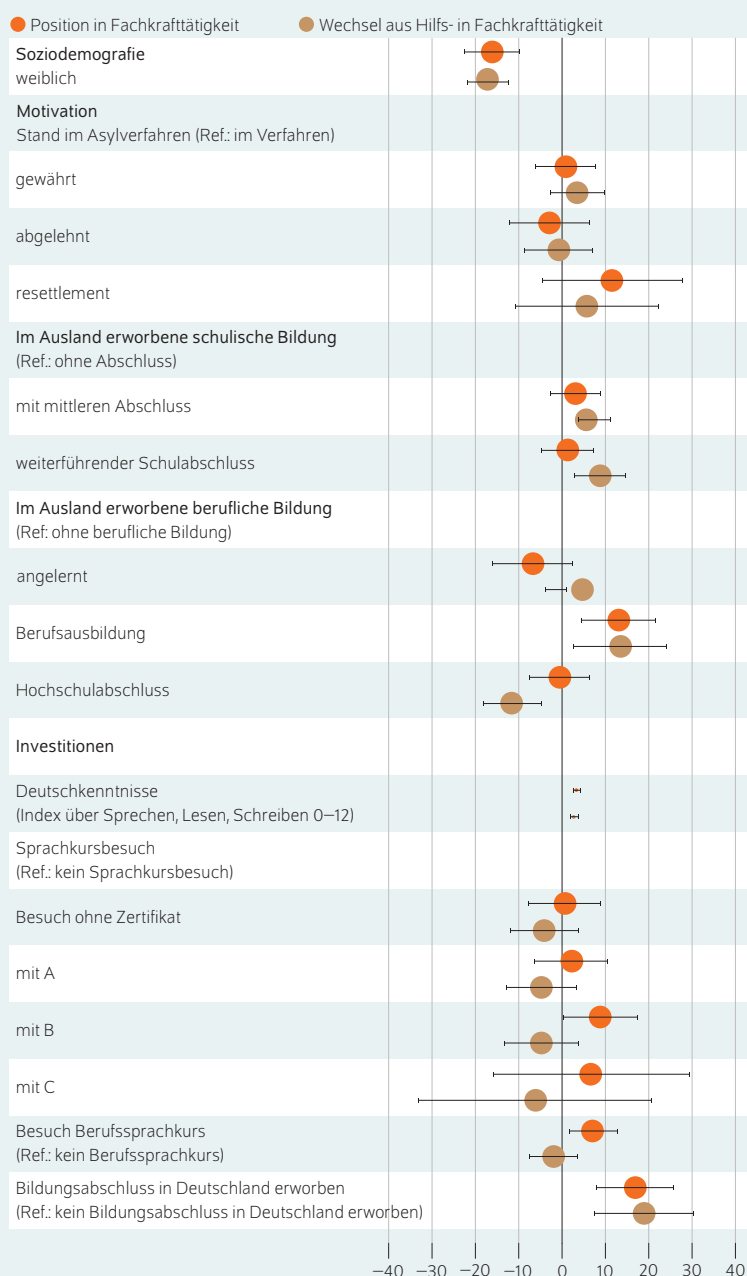 Position in Fachkrafttätigkeit Wechsel aus Hilfs- in Fachkrafttätigkeit
Soziodemografie
weiblich
Motivation
Stand im Asylverfahren (Ref.: im Verfahren)
gewährt
abgelehnt
resettlement
Im Ausland erworbene schulische Bildung
(Ref.: ohne Abschluss)
mit mittleren Abschluss
weiterführender Schulabschluss
Im Ausland erworbene berufliche Bildung
(Ref: ohne berufliche Bildung)
angelernt
Berufsausbildung
Hochschulabschluss
Investitionen
Deutschkenntnisse
(Index über Sprechen, Lesen, Schreiben 0–12)
Sprachkursbesuch
(Ref.: kein Sprachkursbesuch)
Besuch ohne Zertifikat
mit A
mit B
mit C
Besuch Berufssprachkurs
(Ref.: kein Berufssprachkurs)
Bildungsabschluss in Deutschland erworben
(Ref.: kein Bildungsabschluss in Deutschland erworben)
–40 –30 –20 –10 0 10 20 30 40